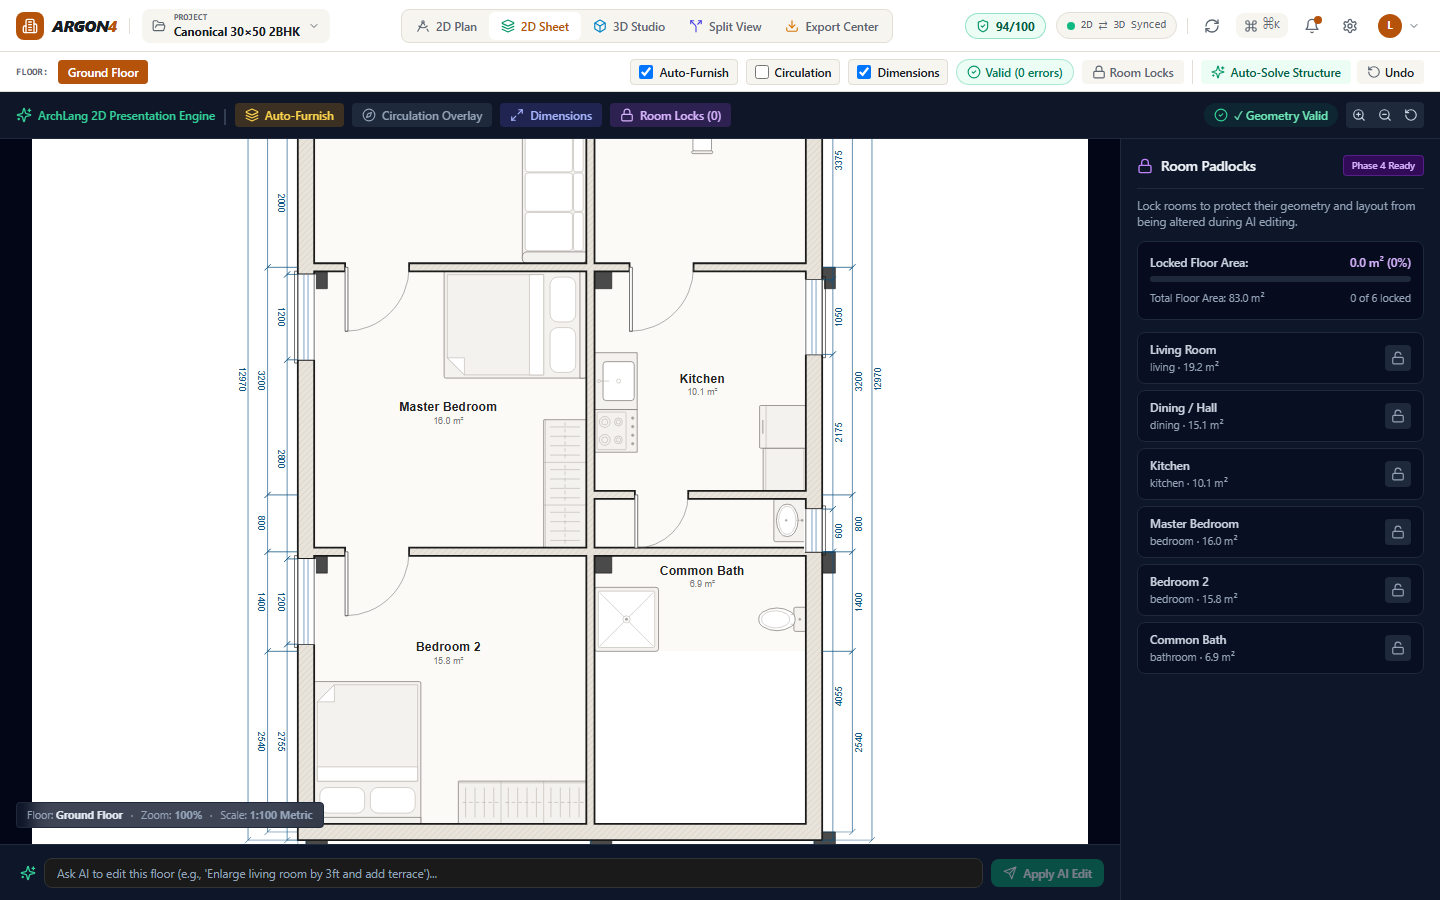 ARGON4
PROJECT
Canonical 30×50 2BHK
2D Plan
2D Sheet
3D Studio
Split View
Export Center
94/100
2D ⇄ 3D Synced
⌘ ⌘K
L
FLOOR:
Ground Floor
Auto-Furnish
Circulation
Dimensions
Valid (0 errors)
Room Locks
Auto-Solve Structure
Undo
ArchLang 2D Presentation Engine
Auto-Furnish
Circulation Overlay
Dimensions
Room Locks (0)
✓ Geometry Valid
2000
3375
1200
1050
12970
3200
3200
12970
Kitchen
10.1 m²
Master Bedroom
16.0 m²
2175
2800
800
600
800
Common Bath
6.9 m²
1400
1200
1400
Bedroom 2
15.8 m²
4055
2540
2755
2540
Floor: Ground Floor · Zoom: 100% · Scale: 1:100 Metric
Ask AI to edit this floor (e.g., 'Enlarge living room by 3ft and add terrace')...
Apply AI Edit
Room Padlocks
Phase 4 Ready
Lock rooms to protect their geometry and layout from
being altered during AI editing.
Locked Floor Area:
0.0 m² (0%)
Total Floor Area: 83.0 m²
0 of 6 locked
Living Room
living · 19.2 m²
Dining / Hall
dining · 15.1 m²
Kitchen
kitchen · 10.1 m²
Master Bedroom
bedroom · 16.0 m²
Bedroom 2
bedroom · 15.8 m²
Common Bath
bathroom · 6.9 m²